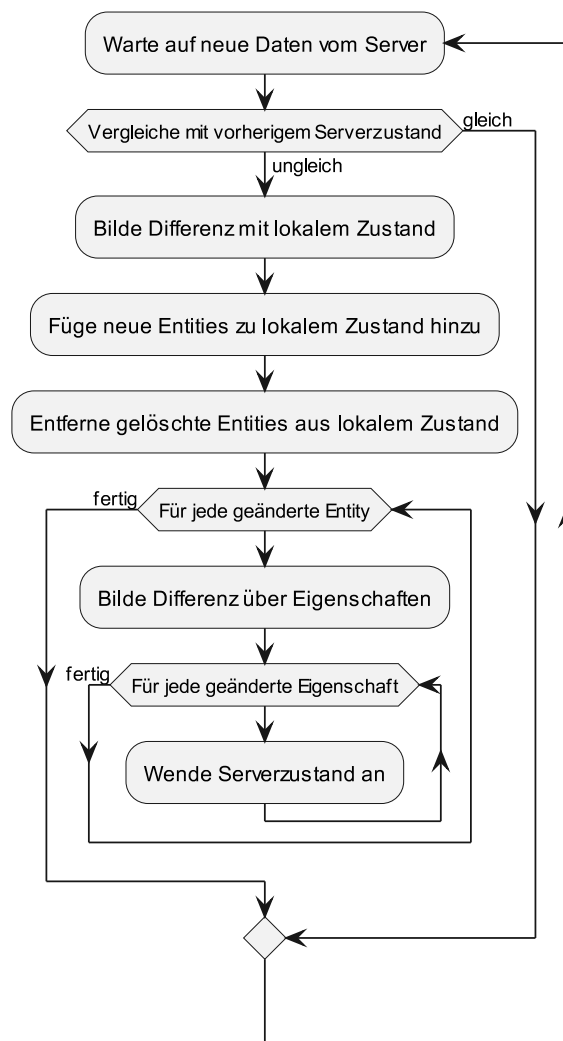 Warte auf neue Daten vom Server
Vergleiche mit vorherigem Serverzustand
gleich
ungleich
Bilde Differenz mit lokalem Zustand
Füge neue Entities zu lokalem Zustand hinzu
Entferne gelöschte Entities aus lokalem Zustand
fertig
Für jede geänderte Entity
Bilde Differenz über Eigenschaften
fertig
Für jede geänderte Eigenschaft
Wende Serverzustand an